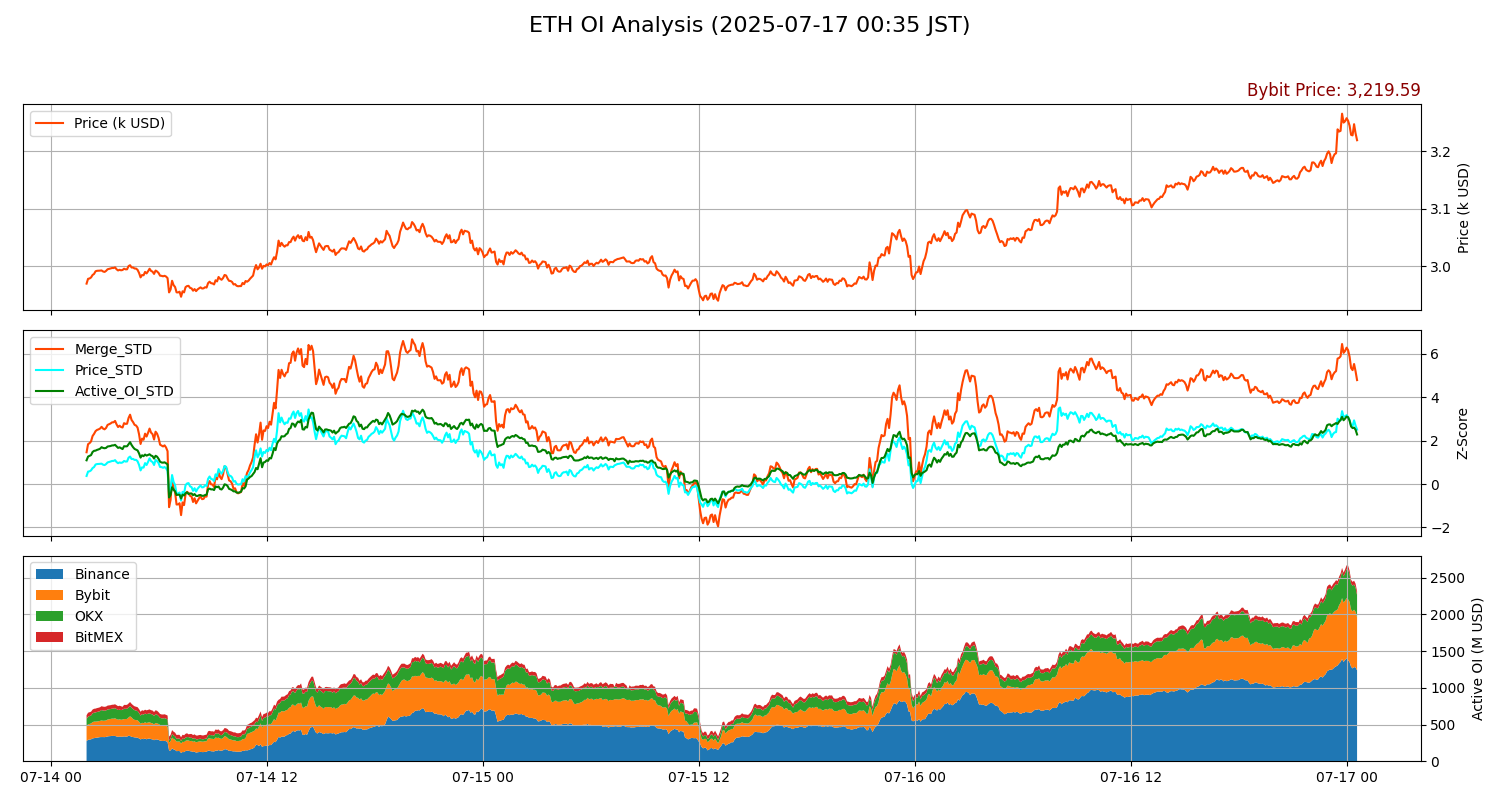 ETH OI Analysis (2025-07-17 00:35 JST)
Bybit Price: 3,219.59
Price (k USD)
3.2
3.1
3.0
Price (k USD)
Merge_STD
Price_STD
Active_OI_STD
6
4
2
0
−2
Z-Score
Binance
Bybit
OKX
BitMEX
2500
2000
1500
1000
500
0
Active OI (M USD)
07-14 00
07-14 12
07-15 00
07-15 12
07-16 00
07-16 12
07-17 00